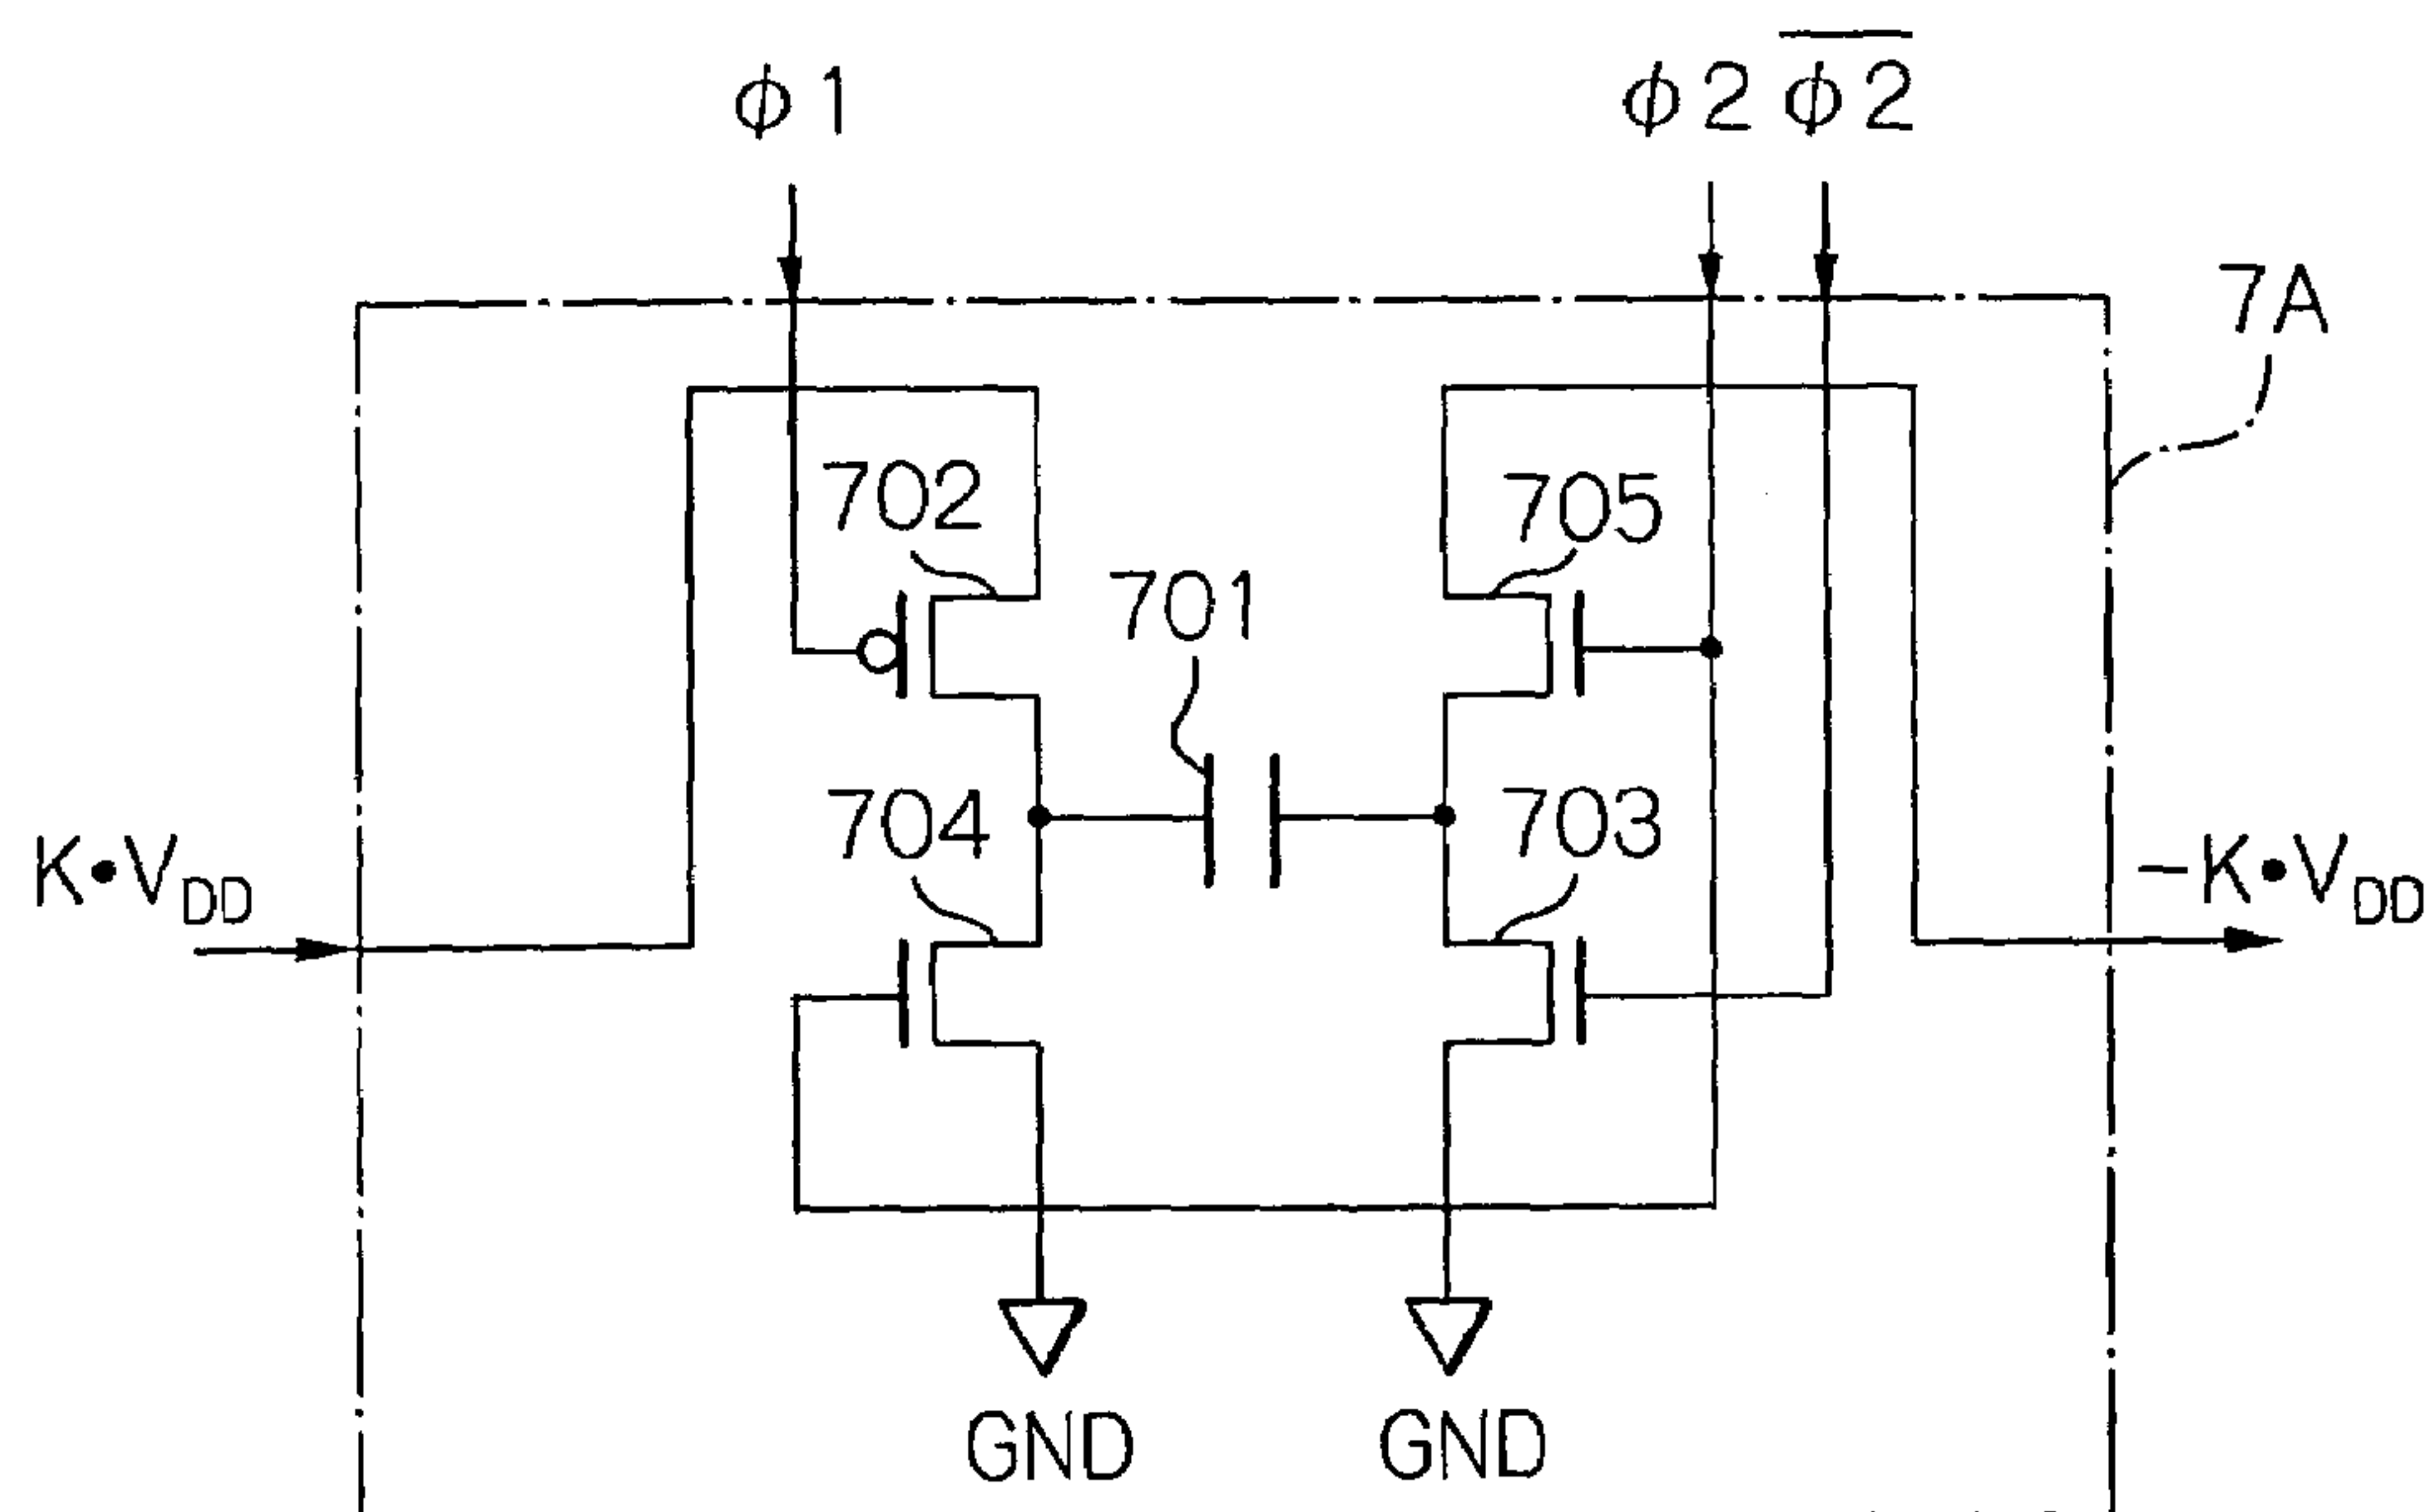 ϕ1
ϕ2 ϕ2̅
7A
702
705
701
704
703
K•VDD
−K•VDD
GND
GND